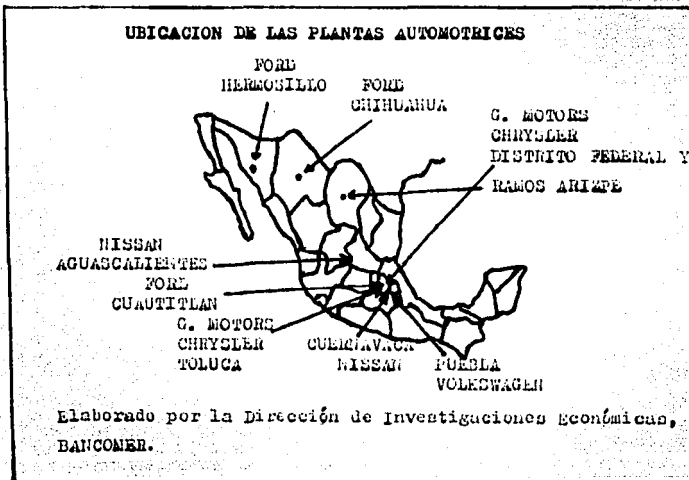 UBICACION DE LAS PLANTAS AUTOMOTRICES
FORD
HERMOSILLO
FORD
CHIHUAHUA
G. MOTORS
CHRYSLER
DISTRITO FEDERAL Y
RAMOS ARIZPE
NISSAN
AGUASCALIENTES
FORD
CUAUTITLAN
G. MOTORS
CHRYSLER
TOLUCA
CUERNAVACA
NISSAN
PUEBLA
VOLKSWAGEN
Elaborado por la Dirección de Investigaciones Económicas,
BANCOMER.